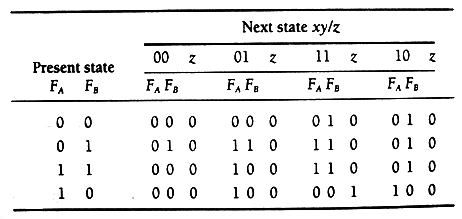 Next state xy/z
00 z 01 z 11 z 10 z
Present state
F_A F_B F_A F_B F_A F_B F_A F_B F_A F_B
0 0 0 0 0 0 0 0 0 1 0 0 1 0
0 1 0 1 0 1 1 0 1 1 0 0 1 0
1 1 0 0 0 1 0 0 1 1 0 0 1 0
1 0 0 0 0 1 0 0 0 0 1 1 0 0